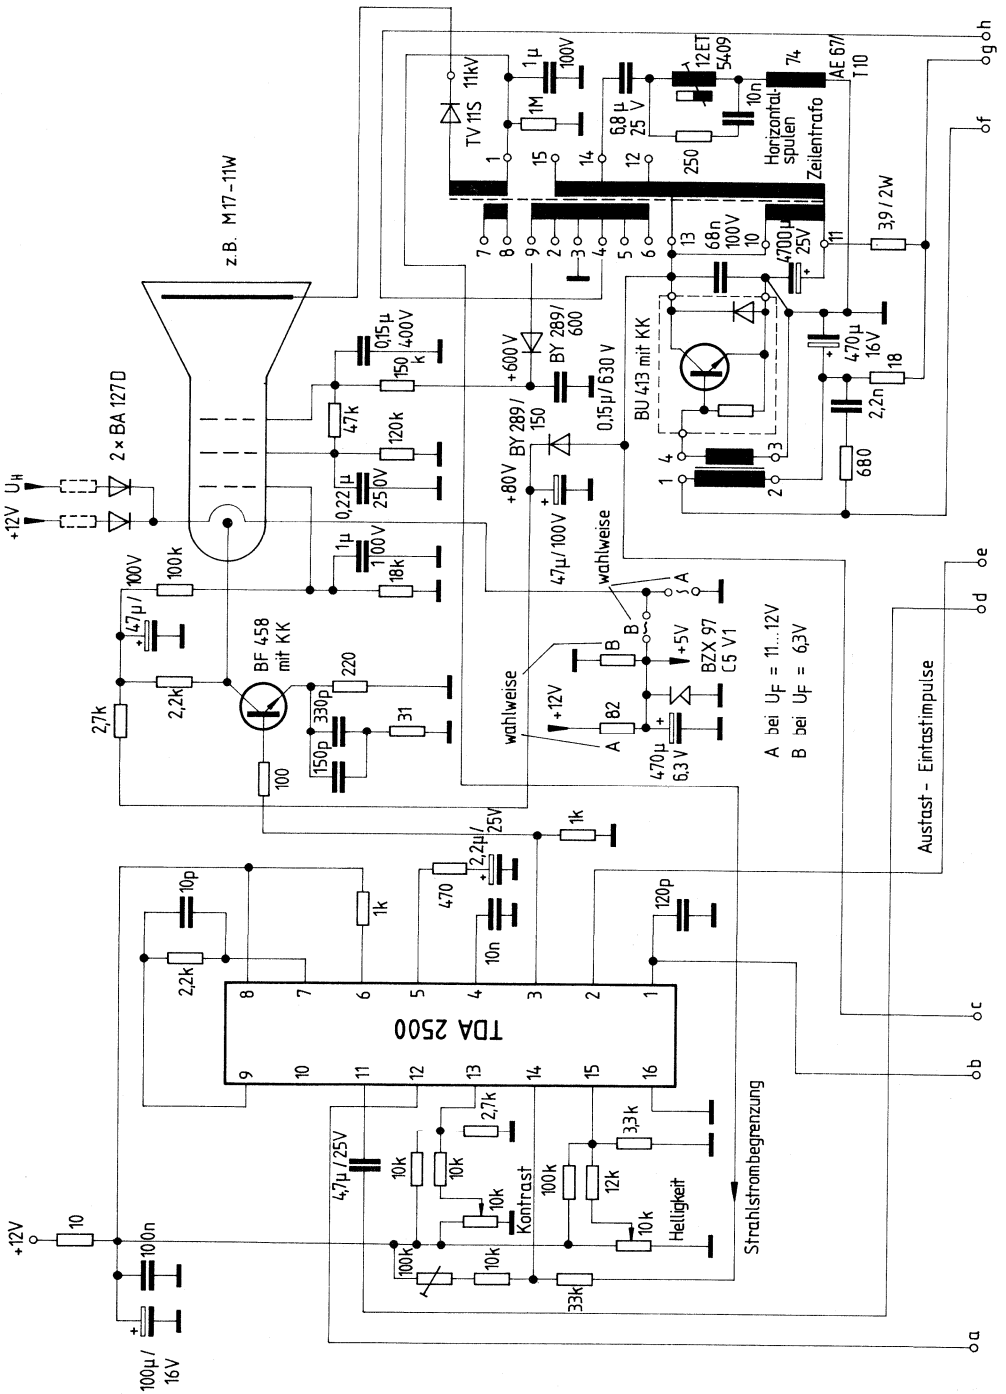 +12V
10
100n
100µ/
16V
2,2k
10p
9
10
11
12
13
14
15
16
8
7
6
5
4
3
2
1
TDA 2500
1k
470
2,2µ/
25V
10n
1k
120p
4,7µ/25V
10k
10k
2,7k
10k
Kontrast
100k
10k
33k
100k
12k
3,3k
10k
Helligkeit
Strahlstrombegrenzung
2,7k
47µ/
100V
2,2k
100k
100
BF 458
mit KK
150p
330p
220
31
1µ
100V
18k
+12V
U_H
2 × BA 127D
z.B. M17-11W
0,22µ
250V
47k
120k
150
k
0,15µ
400V
+600V
BY 289/
600
0,15µ/630V
+80V
BY 289/
150
47µ/100V
wahlweise
A
B
+12V
82
470µ
6,3V
B
wahlweise
A
+5V
BZX 97
C5 V1
A bei U_F = 11...12V
B bei U_F = 6,3V
Austast - Eintastimpulse
11kV
TV 11S
1
1M
1µ
100V
15
14
12
7
8
9
2
3
4
5
6
13
10
11
6,8µ
25V
250
12ET
5409
10n
74
Horizontal-
spulen
AE 67/
T10
Zeilentrafo
68n
100V
4700µ
25V
BU 413 mit KK
1
4
2
3
470µ
16V
3,9/2W
18
2,2n
680
a
b
c
d
e
f
g
h